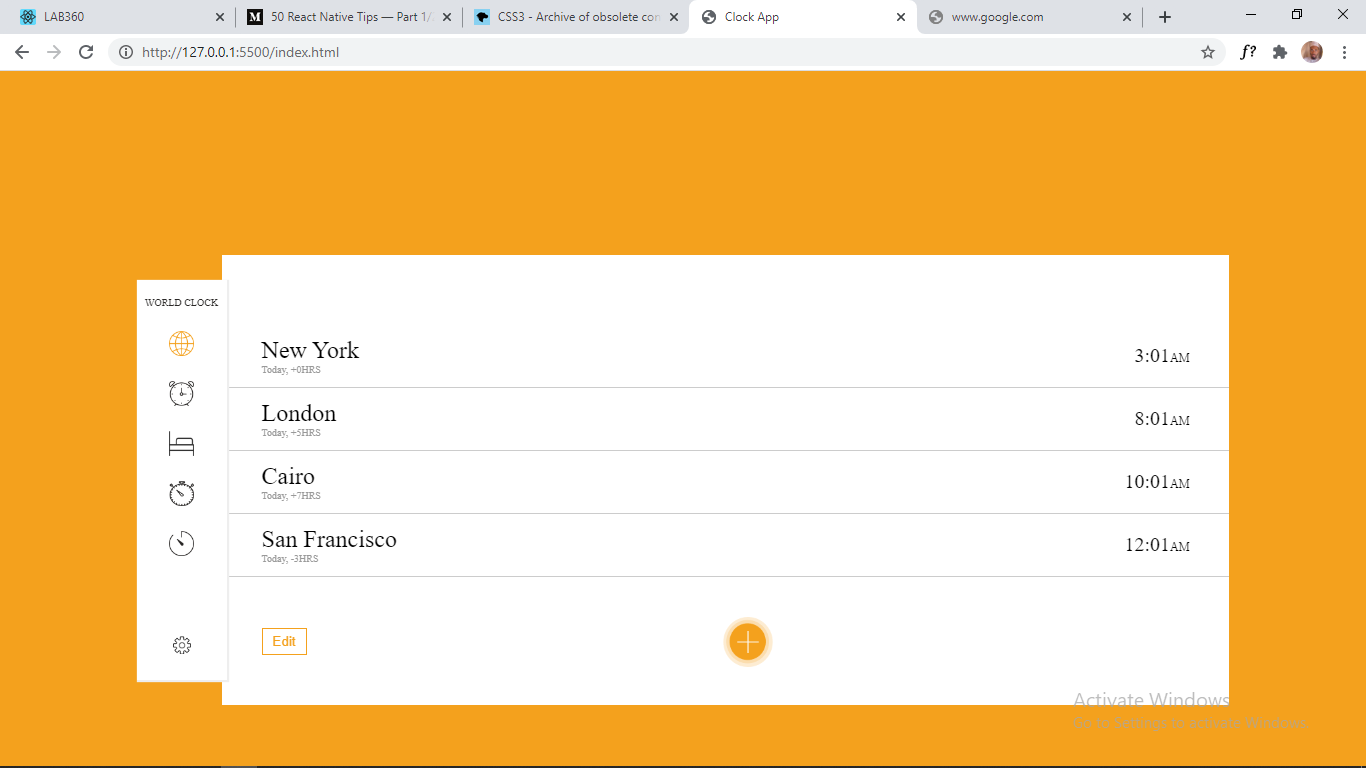 LAB360
50 React Native Tips — Part 1/
CSS3 - Archive of obsolete con
Clock App
www.google.com
http://127.0.0.1:5500/index.html
f?
WORLD CLOCK
New York
Today, +0HRS
3:01AM
London
Today, +5HRS
8:01AM
Cairo
Today, +7HRS
10:01AM
San Francisco
Today, -3HRS
12:01AM
Edit
Activate Windows
Go to Settings to activate Windows.